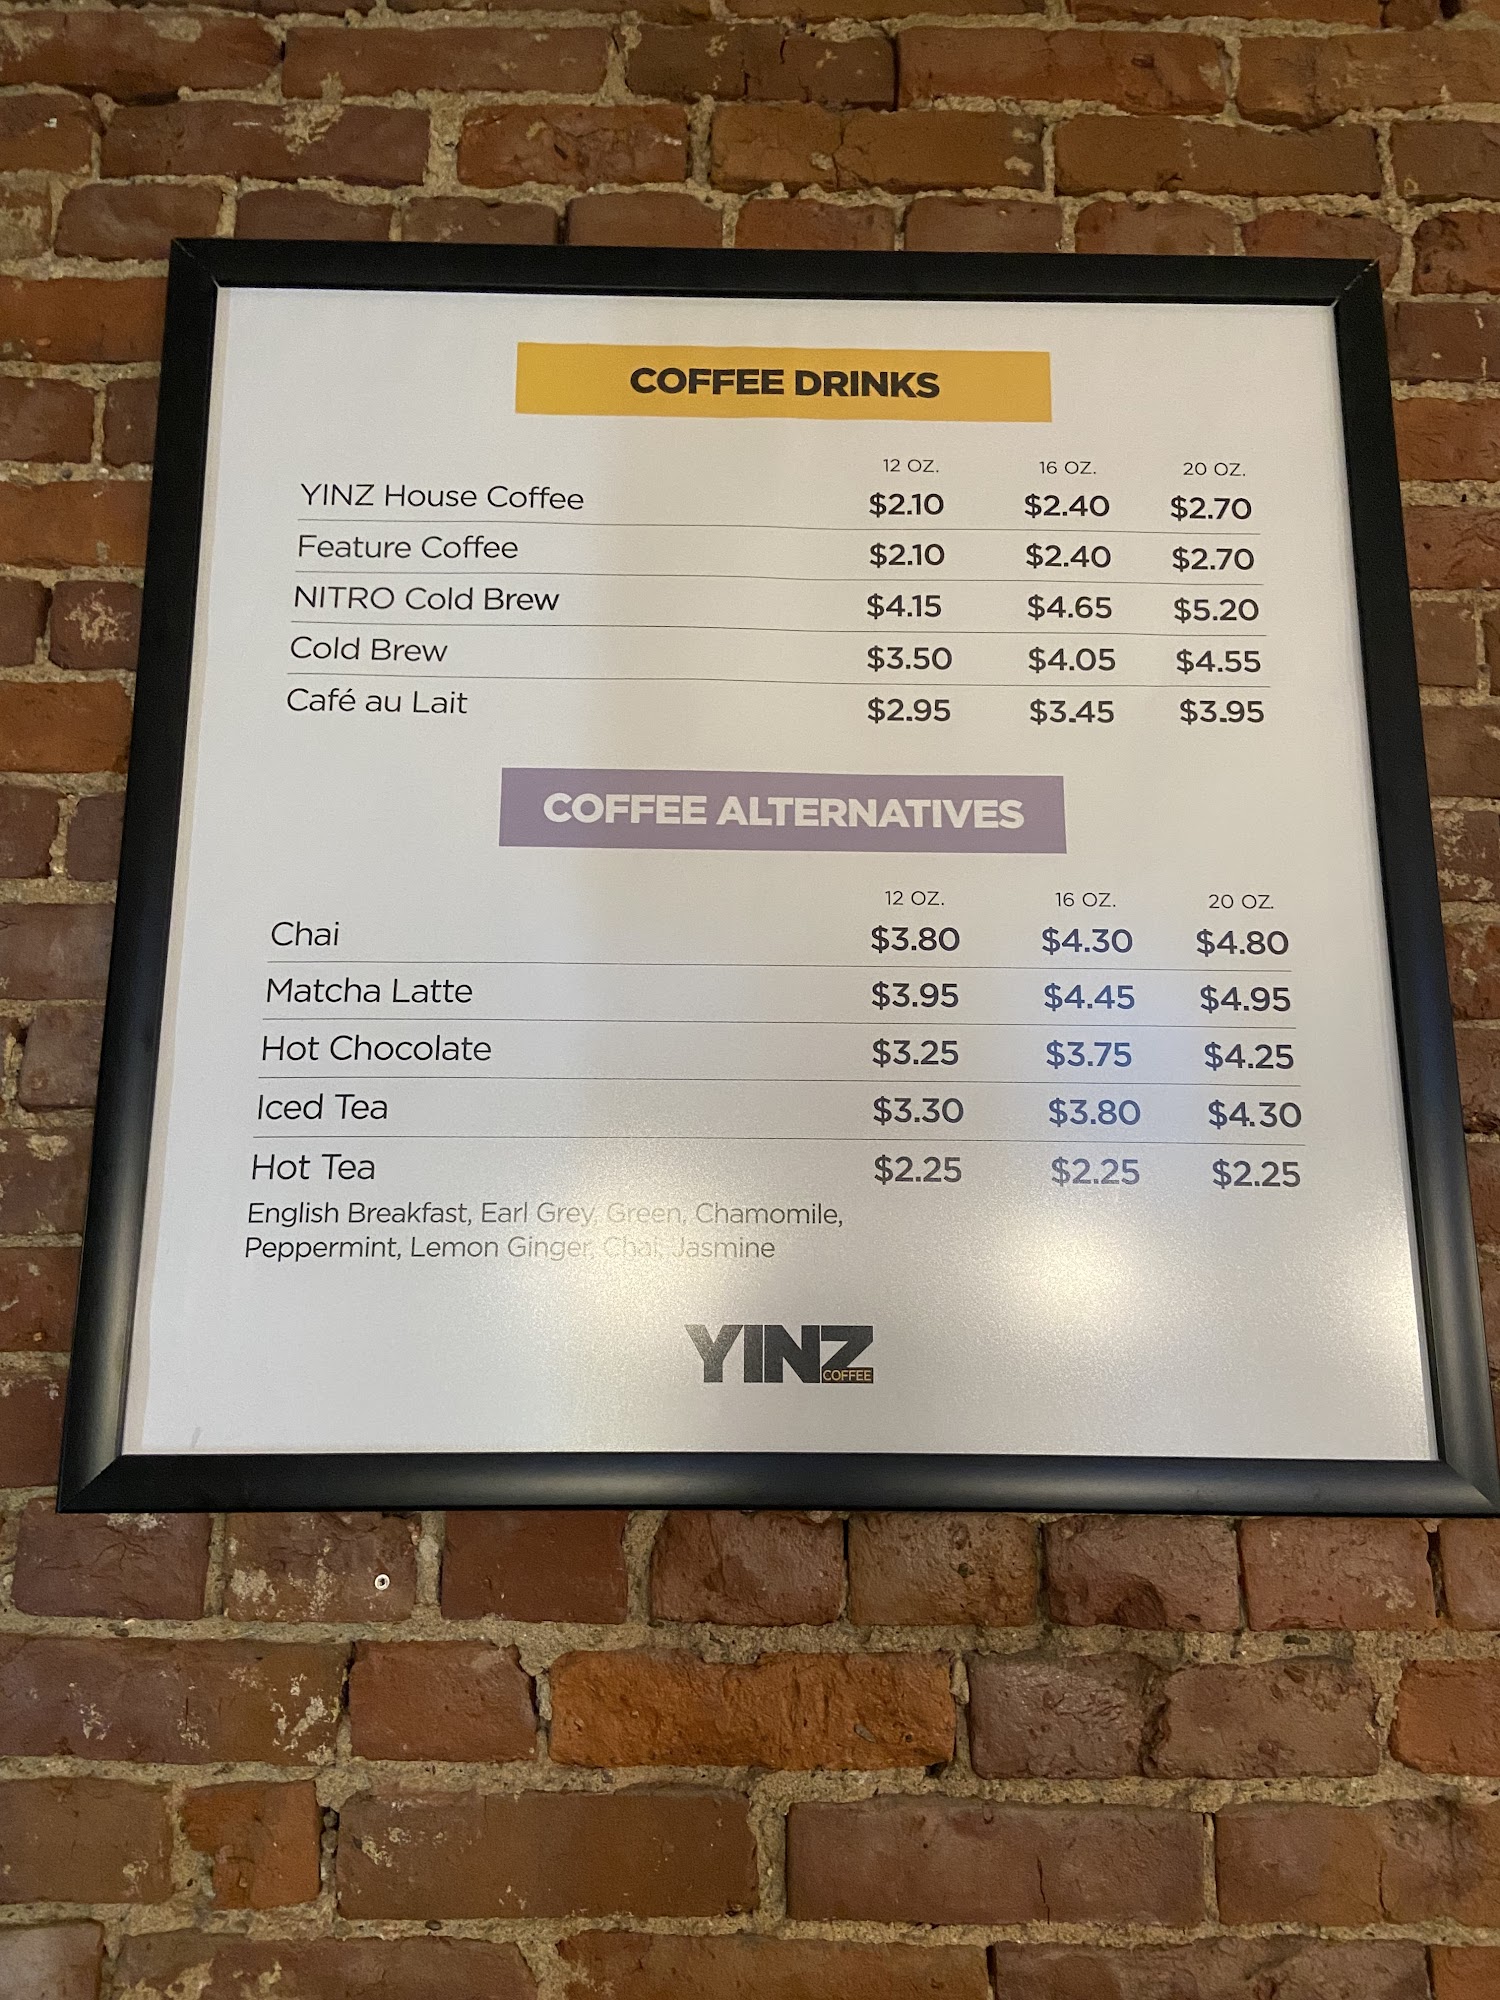 COFFEE DRINKS
12 OZ. 16 OZ. 20 OZ.
YINZ House Coffee $2.10 $2.40 $2.70
Feature Coffee $2.10 $2.40 $2.70
NITRO Cold Brew $4.15 $4.65 $5.20
Cold Brew $3.50 $4.05 $4.55
Café au Lait $2.95 $3.45 $3.95
COFFEE ALTERNATIVES
12 OZ. 16 OZ. 20 OZ.
Chai $3.80 $4.30 $4.80
Matcha Latte $3.95 $4.45 $4.95
Hot Chocolate $3.25 $3.75 $4.25
Iced Tea $3.30 $3.80 $4.30
Hot Tea $2.25 $2.25 $2.25
English Breakfast, Earl Grey, Green, Chamomile,
Peppermint, Lemon Ginger, Chai, Jasmine
YINZ
COFFEE